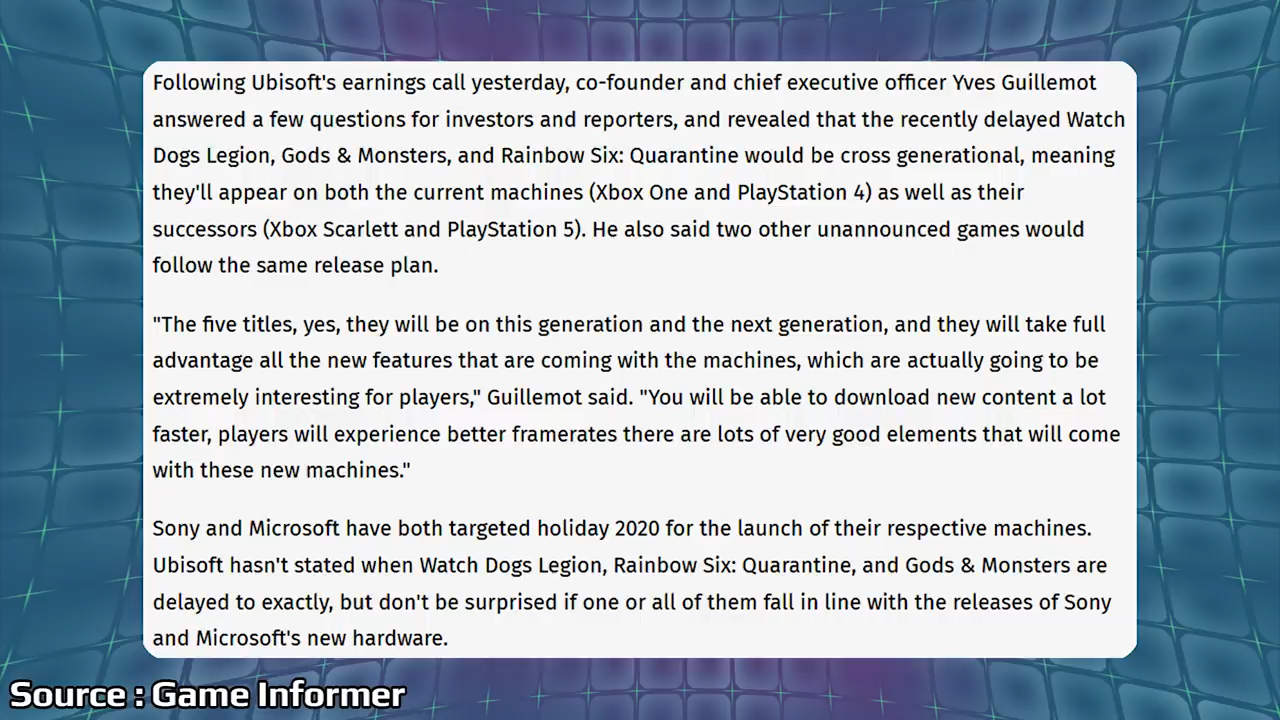 Following Ubisoft's earnings call yesterday, co-founder and chief executive officer Yves Guillemot
answered a few questions for investors and reporters, and revealed that the recently delayed Watch
Dogs Legion, Gods & Monsters, and Rainbow Six: Quarantine would be cross generational, meaning
they'll appear on both the current machines (Xbox One and PlayStation 4) as well as their
successors (Xbox Scarlett and PlayStation 5). He also said two other unannounced games would
follow the same release plan.
"The five titles, yes, they will be on this generation and the next generation, and they will take full
advantage all the new features that are coming with the machines, which are actually going to be
extremely interesting for players," Guillemot said. "You will be able to download new content a lot
faster, players will experience better framerates there are lots of very good elements that will come
with these new machines."
Sony and Microsoft have both targeted holiday 2020 for the launch of their respective machines.
Ubisoft hasn't stated when Watch Dogs Legion, Rainbow Six: Quarantine, and Gods & Monsters are
delayed to exactly, but don't be surprised if one or all of them fall in line with the releases of Sony
and Microsoft's new hardware.
Source : Game Informer